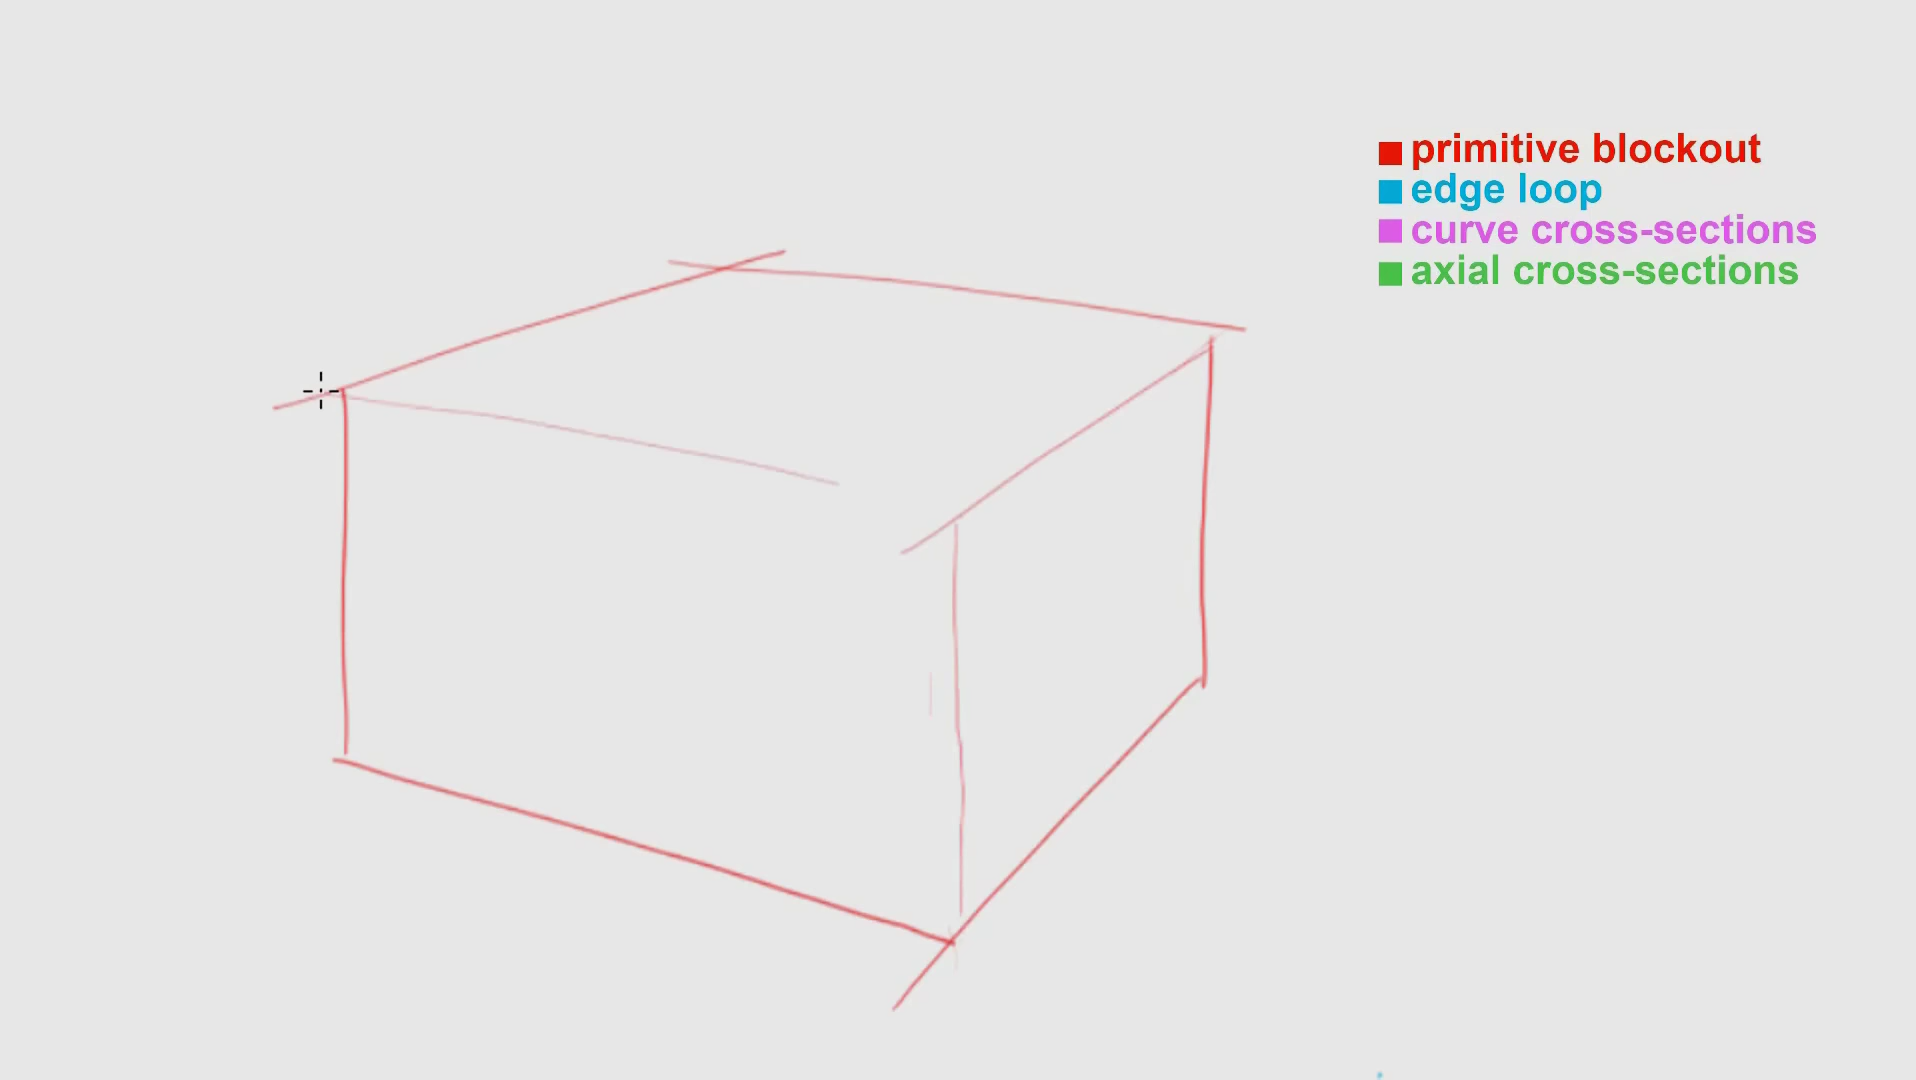 primitive blockout
edge loop
curve cross-sections
axial cross-sections